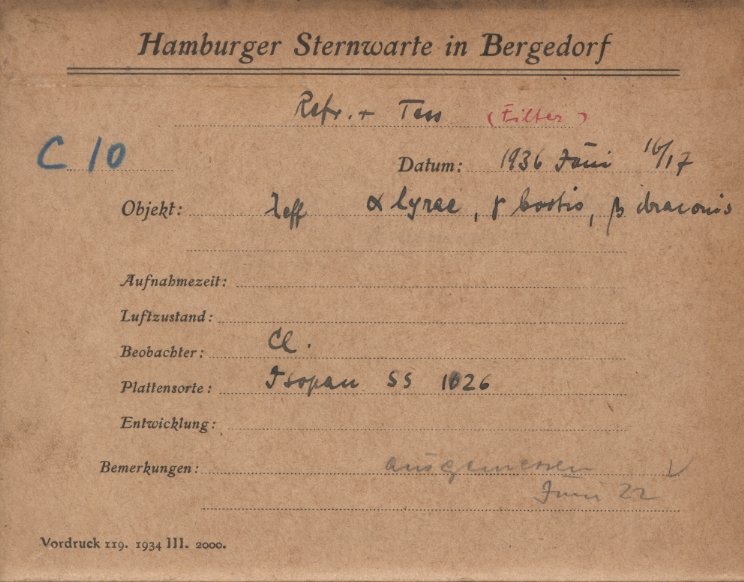 Hamburger Sternwarte in Bergedorf
Refr. + Tess (Filter)
C 10
Datum: 1936 Juni 16/17
Objekt: λeff α lyrae, γ bootis, β draconis
Aufnahmezeit:
Luftzustand:
Beobachter: Cl.
Plattensorte: Isopan SS 1026
Entwicklung:
Bemerkungen: ausgemessen √
Juni 22
Vordruck 119. 1934 III. 2000.